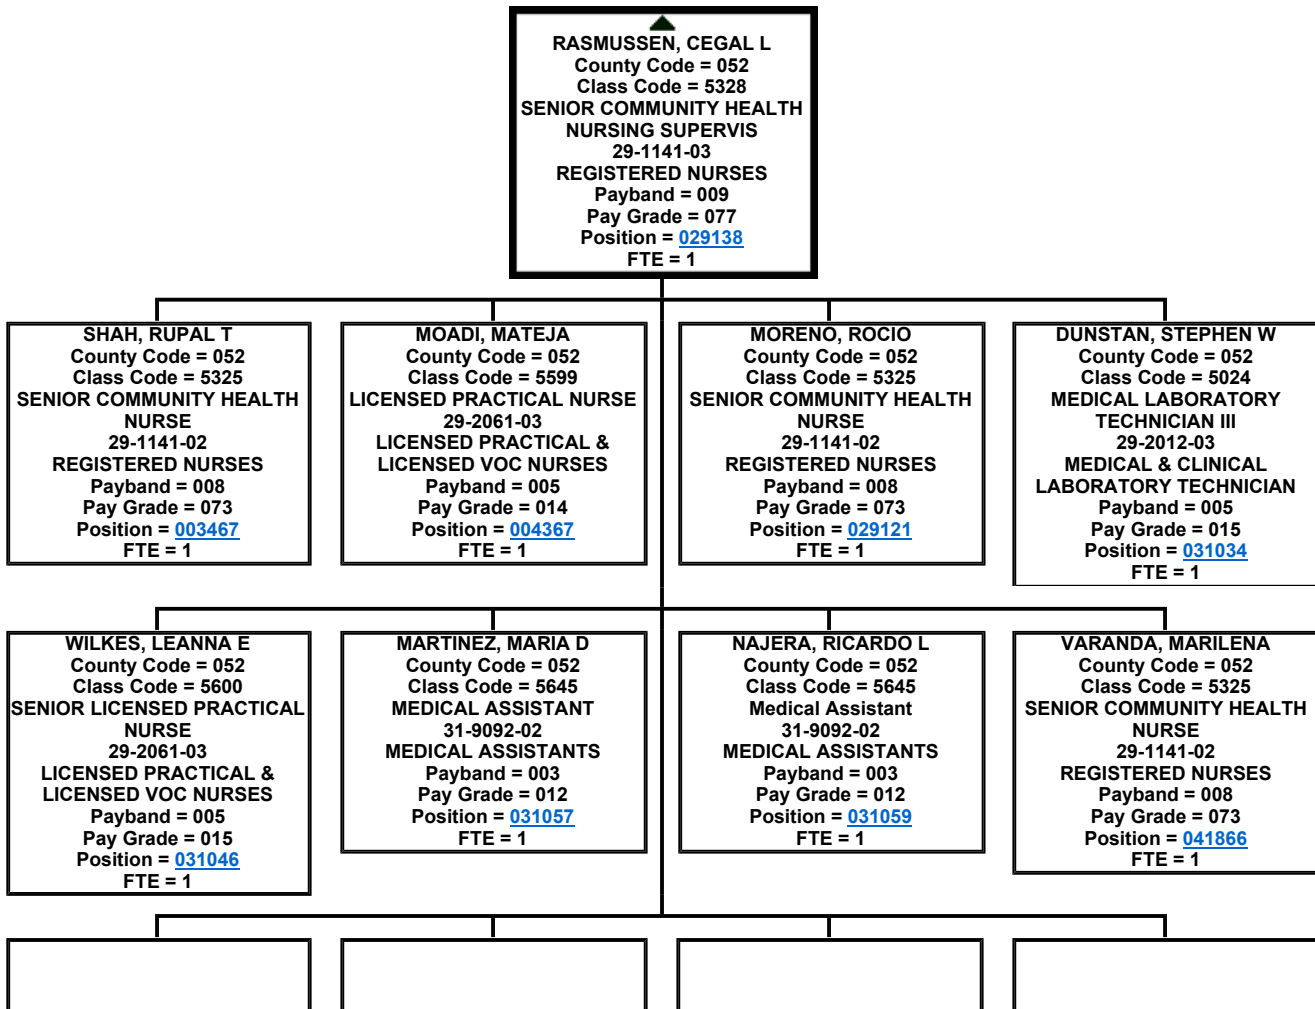 RASMUSSEN, CEGAL L
County Code = 052
Class Code = 5328
SENIOR COMMUNITY HEALTH
NURSING SUPERVIS
29-1141-03
REGISTERED NURSES
Payband = 009
Pay Grade = 077
Position = 029138
FTE = 1
SHAH, RUPAL T
County Code = 052
Class Code = 5325
SENIOR COMMUNITY HEALTH
NURSE
29-1141-02
REGISTERED NURSES
Payband = 008
Pay Grade = 073
Position = 003467
FTE = 1
MOADI, MATEJA
County Code = 052
Class Code = 5599
LICENSED PRACTICAL NURSE
29-2061-03
LICENSED PRACTICAL &
LICENSED VOC NURSES
Payband = 005
Pay Grade = 014
Position = 004367
FTE = 1
MORENO, ROCIO
County Code = 052
Class Code = 5325
SENIOR COMMUNITY HEALTH
NURSE
29-1141-02
REGISTERED NURSES
Payband = 008
Pay Grade = 073
Position = 029121
FTE = 1
DUNSTAN, STEPHEN W
County Code = 052
Class Code = 5024
MEDICAL LABORATORY
TECHNICIAN III
29-2012-03
MEDICAL & CLINICAL
LABORATORY TECHNICIAN
Payband = 005
Pay Grade = 015
Position = 031034
FTE = 1
WILKES, LEANNA E
County Code = 052
Class Code = 5600
SENIOR LICENSED PRACTICAL
NURSE
29-2061-03
LICENSED PRACTICAL &
LICENSED VOC NURSES
Payband = 005
Pay Grade = 015
Position = 031046
FTE = 1
MARTINEZ, MARIA D
County Code = 052
Class Code = 5645
MEDICAL ASSISTANT
31-9092-02
MEDICAL ASSISTANTS
Payband = 003
Pay Grade = 012
Position = 031057
FTE = 1
NAJERA, RICARDO L
County Code = 052
Class Code = 5645
Medical Assistant
31-9092-02
MEDICAL ASSISTANTS
Payband = 003
Pay Grade = 012
Position = 031059
FTE = 1
VARANDA, MARILENA
County Code = 052
Class Code = 5325
SENIOR COMMUNITY HEALTH
NURSE
29-1141-02
REGISTERED NURSES
Payband = 008
Pay Grade = 073
Position = 041866
FTE = 1